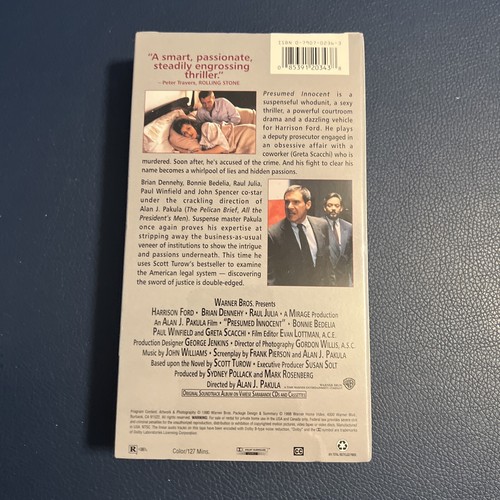 ISBN 0-7907-0236-3
0 85391 20343 8
"A smart, passionate,
steadily engrossing
thriller."
– Peter Travers, ROLLING STONE
Presumed Innocent is a
suspenseful whodunit, a sexy
thriller, a powerful courtroom
drama and a dazzling vehicle
for Harrison Ford. He plays
a deputy prosecutor engaged in
an obsessive affair with a
coworker (Greta Scacchi) who is
murdered. Soon after, he's accused of the crime. And his fight to clear his
name becomes a whirlpool of lies and hidden passions.
Brian Dennehy, Bonnie Bedelia, Raul Julia,
Paul Winfield and John Spencer co-star
under the crackling direction of
Alan J. Pakula (The Pelican Brief, All the
President's Men). Suspense master Pakula
once again proves his expertise at
stripping away the business-as-usual
veneer of institutions to show the intrigue
and passions underneath. This time he
uses Scott Turow's bestseller to examine
the American legal system — discovering
the sword of justice is double-edged.
WARNER BROS. Presents
HARRISON FORD · BRIAN DENNEHY · RAUL JULIA · A MIRAGE Production
An ALAN J. PAKULA Film · "PRESUMED INNOCENT" · BONNIE BEDELIA
PAUL WINFIELD and GRETA SCACCHI · Film Editor EVAN LOTTMAN, A.C.E.
Production Designer GEORGE JENKINS · Director of Photography GORDON WILLIS, A.S.C.
Music by JOHN WILLIAMS · Screenplay by FRANK PIERSON and ALAN J. PAKULA
Based upon the Novel by SCOTT TUROW · Executive Producer SUSAN SOLT
Produced by SYDNEY POLLACK and MARK ROSENBERG
Directed by ALAN J. PAKULA
ORIGINAL SOUNDTRACK ALBUM ON VARESE SARABANDE CDS AND CASSETTES
R
Color/127 Mins.
CC